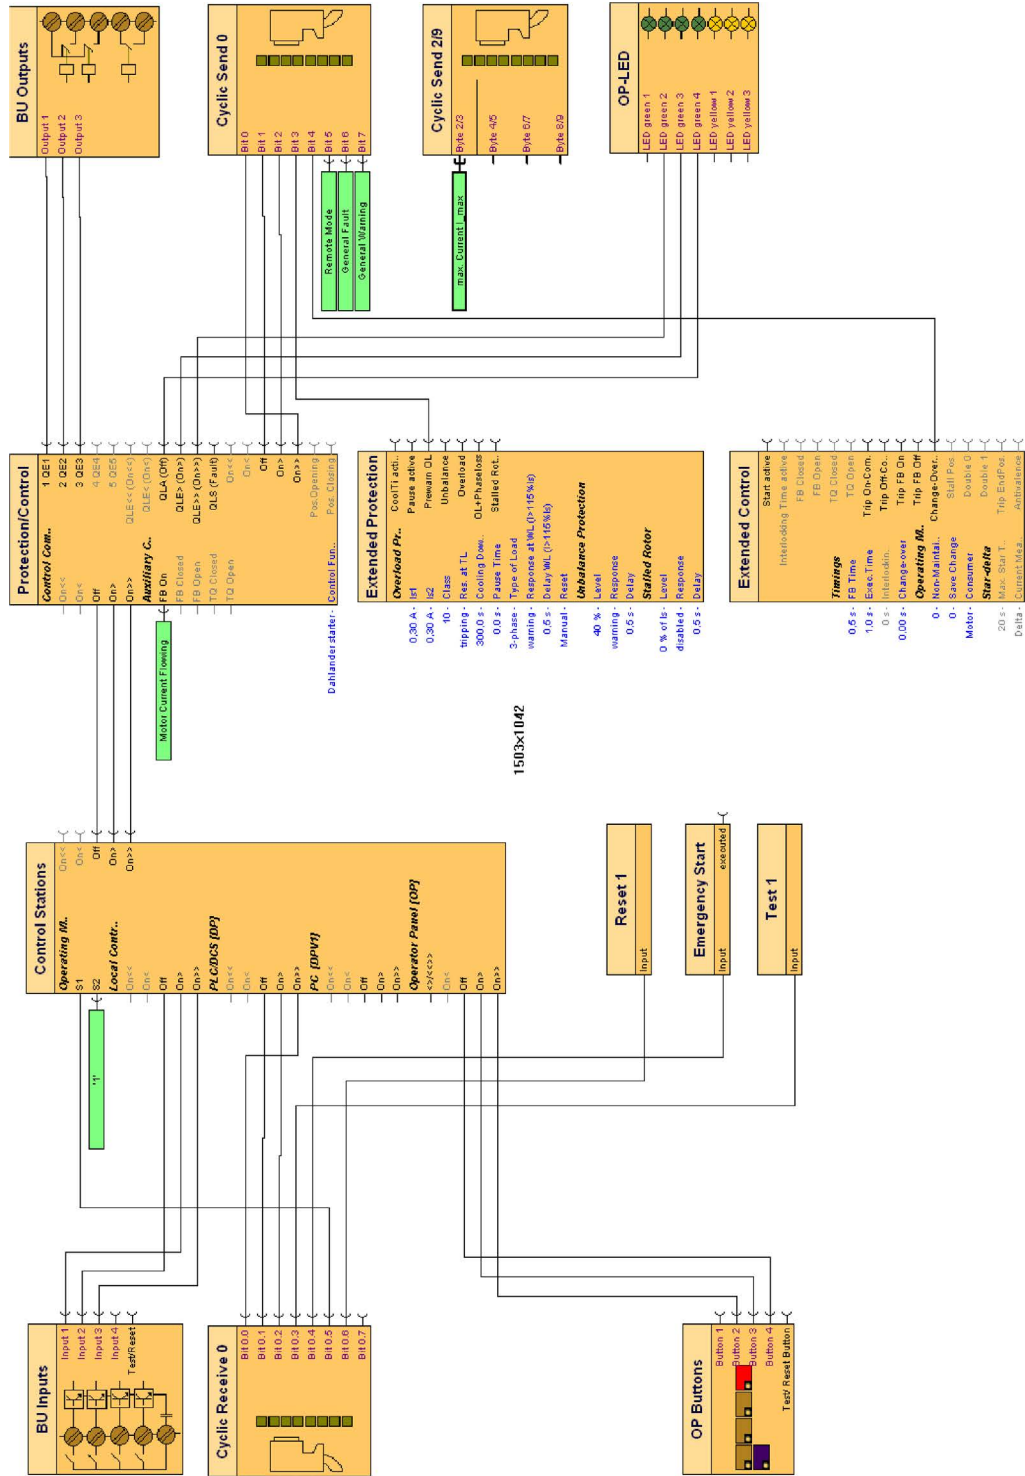 BU Inputs
Input 1
Input 2
Input 3
Input 4
Test/Reset
Cyclic Receive 0
Bit 0.0
Bit 0.1
Bit 0.2
Bit 0.3
Bit 0.4
Bit 0.5
Bit 0.6
Bit 0.7
OP Buttons
Button 1
Button 2
Button 3
Button 4
Test/ Reset Button
'1'
Control Stations
Operating M..
S1
S2
Local Contr..
On<<
On<
Off
On>
On>>
PLC/DCS [DP]
On<<
On<
Off
On>
On>>
PC [DPV1]
On<<
On<
Off
On>
On>>
Operator Panel [OP]
<>/<<>>
On<
Off
On>
On>>
On<<
On<
Off
On>
On>>
Reset 1
Input
Emergency Start
Input
executed
Test 1
Input
1503x1042
Motor Current Flowing
Protection/Control
Control Com..
On<<
On<
Off
On>
On>>
Auxiliary C..
FB On
FB Closed
FB Open
TQ Closed
TQ Open
Dahlander starter - Control Fun..
1 QE1
2 QE2
3 QE3
4 QE4
5 QE5
QLE<< (On<<)
QLE< (On<)
QLA (Off)
QLE> (On>)
QLE>> (On>>)
QLS (Fault)
On<<
On<
Off
On>
On>>
Pos.Opening
Pos. Closing
Extended Protection
Overload Pr..
0,30 A - Is1
0,30 A - Is2
10 - Class
tripping - Res. at TL
300,0 s - Cooling Dow..
0,0 s - Pause Time
3-phase - Type of Load
warning - Response at WL (I>115%Is)
0,5 s - Delay WL (I>115%Is)
Manual - Reset
Unbalance Protection
40 % - Level
warning - Response
0,5 s - Delay
Stalled Rotor
0 % of Is - Level
disabled - Response
0,5 s - Delay
CoolTi acti..
Pause active
Prewarn OL
Unbalance
Overload
OL+Phaseloss
Stalled Rot..
Extended Control
Timings
0,5 s - FB Time
1,0 s - Exec.Time
0 s - Interlockin..
0,00 s - Change-over
Operating M..
0 - Non-Maintai..
0 - Save Change
Motor - Consumer
Star-delta
20 s - Max. Star T..
Delta - Current Mea..
Start active
Interlocking Time active
FB Closed
FB Open
TQ Closed
TQ Open
Trip On-Com.
Trip Off-Co..
Trip FB On
Trip FB Off
Change-Over..
Stall Pos.
Double 0
Double 1
Trip EndPos.
Antivalence
BU Outputs
Output 1
Output 2
Output 3
Remote Mode
General Fault
General Warning
Cyclic Send 0
Bit 0
Bit 1
Bit 2
Bit 3
Bit 4
Bit 5
Bit 6
Bit 7
max. Current I_max
Cyclic Send 2/9
Byte 2/3
Byte 4/5
Byte 6/7
Byte 8/9
OP-LED
LED green 1
LED green 2
LED green 3
LED green 4
LED yellow 1
LED yellow 2
LED yellow 3